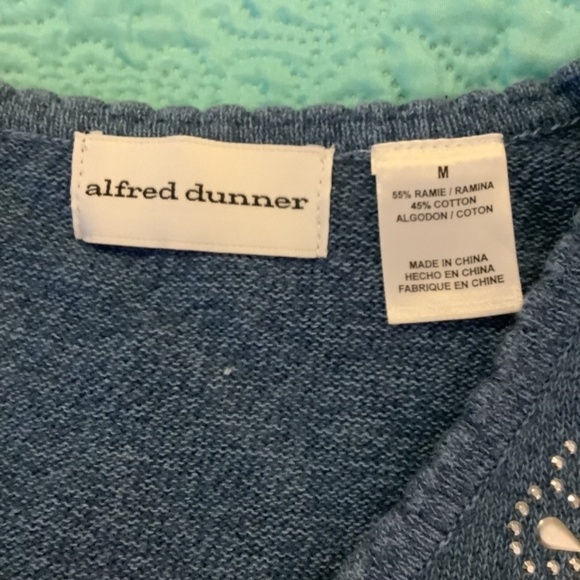 alfred dunner
M
55% RAMIE / RAMINA
45% COTTON
ALGODON / COTON
MADE IN CHINA
HECHO EN CHINA
FABRIQUE EN CHINE